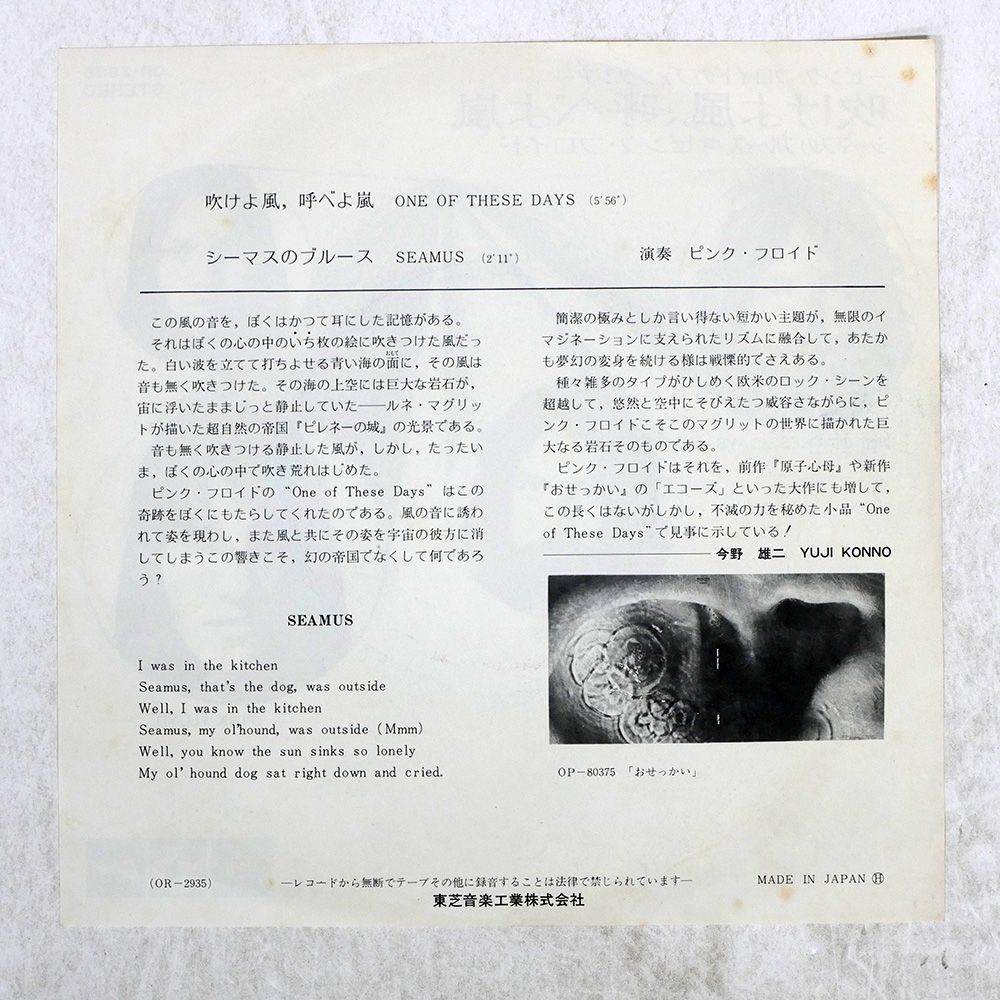 吹けよ風,呼べよ嵐 ONE OF THESE DAYS (5'56")
シーマスのブルース SEAMUS (2'11")
演奏 ピンク・フロイド
この風の音を,ぼくはかつて耳にした記憶がある。
それはぼくの心の中のいち枚の絵に吹きつけた風だっ
た。白い波を立てて打ちよせる青い海の面に,その風は
おもて
音も無く吹きつけた。その海の上空には巨大な岩石が,
宙に浮いたままじっと静止していた――ルネ・マグリッ
トが描いた超自然の帝国『ピレネーの城』の光景である。
音も無く吹きつける静止した風が,しかし,たったい
ま,ぼくの心の中で吹き荒れはじめた。
ピンク・フロイドの “One of These Days” はこの
奇跡をぼくにもたらしてくれたのである。風の音に誘わ
れて姿を現わし,また風と共にその姿を宇宙の彼方に消
してしまうこの響きこそ,幻の帝国でなくして何であろ
う?
SEAMUS
I was in the kitchen
Seamus, that's the dog, was outside
Well, I was in the kitchen
Seamus, my ol'hound, was outside (Mmm)
Well, you know the sun sinks so lonely
My ol' hound dog sat right down and cried.
簡潔の極みとしか言い得ない短かい主題が,無限のイ
マジネーションに支えられたリズムに融合して,あたか
も夢幻の変身を続ける様は戦慄的でさえある。
種々雑多のタイプがひしめく欧米のロック・シーンを
超越して,悠然と空中にそびえたつ威容さながらに,ピ
ンク・フロイドこそこのマグリットの世界に描かれた巨
大なる岩石そのものである。
ピンク・フロイドはそれを,前作『原子心母』や新作
『おせっかい』の「エコーズ」といった大作にも増して,
この長くはないがしかし,不滅の力を秘めた小品 “One
of These Days” で見事に示している!
今野 雄二 YUJI KONNO
OP-80375 「おせっかい」
(OR-2935)
―レコードから無断でテープその他に録音することは法律で禁じられています―
東芝音楽工業株式会社
MADE IN JAPAN Ⓗ